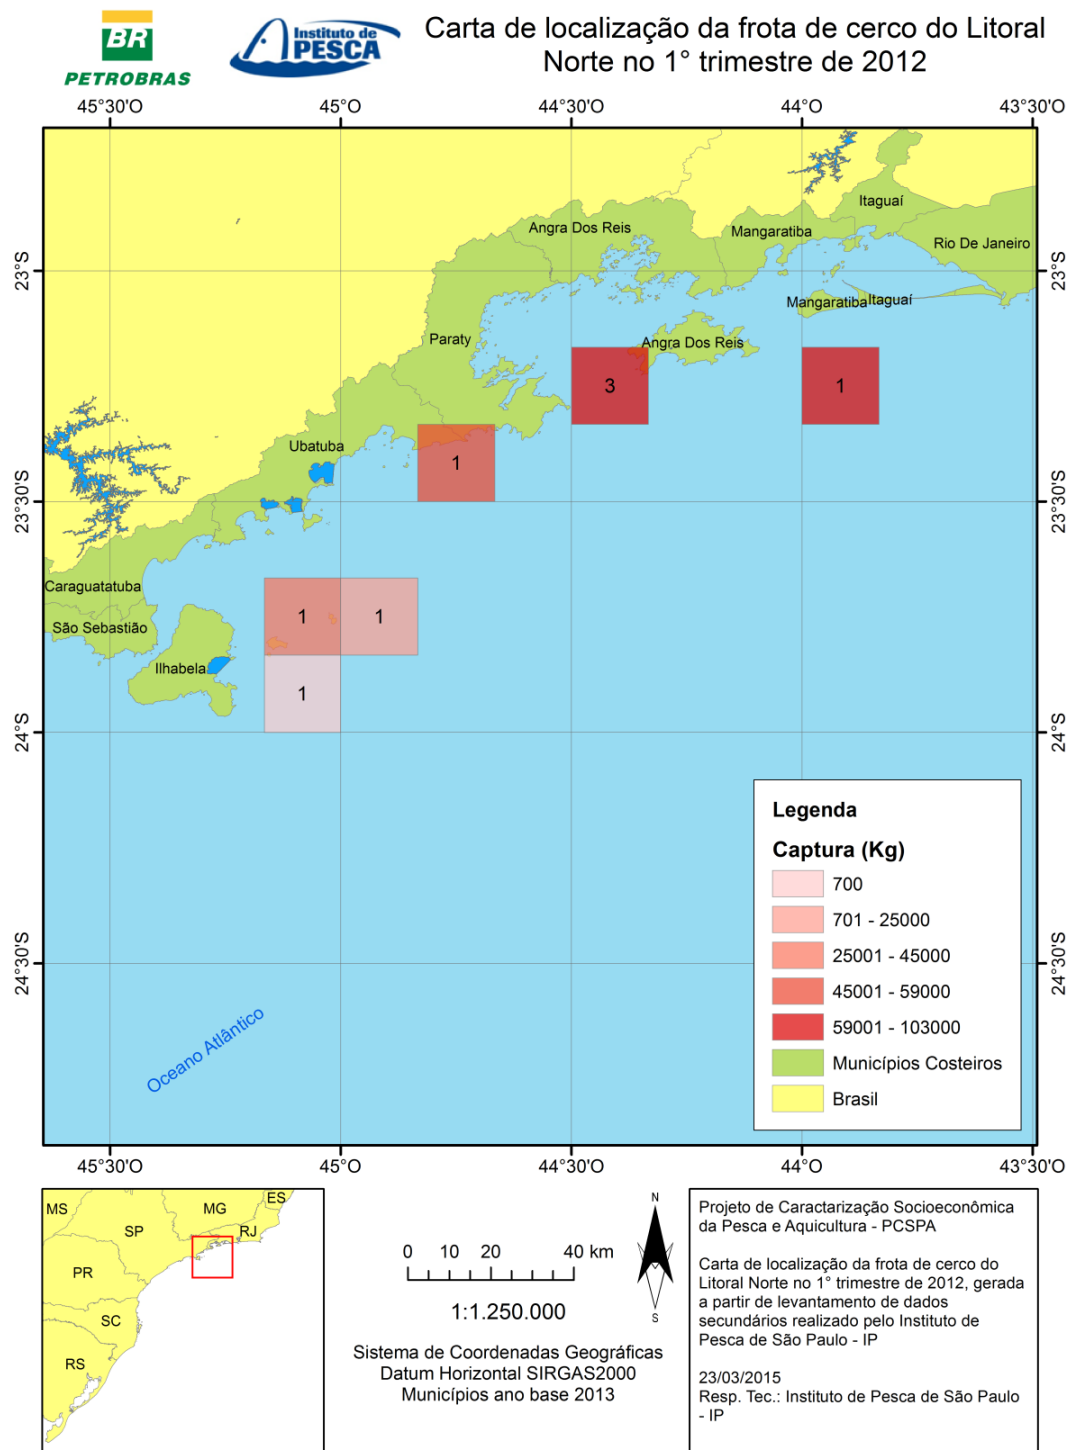 BR
PETROBRAS
Instituto de
PESCA
Carta de localização da frota de cerco do Litoral
Norte no 1° trimestre de 2012
45°30'O
45°O
44°30'O
44°O
43°30'O
23°S
23°30'S
24°S
24°30'S
23°S
23°30'S
24°S
24°30'S
Itaguaí
Angra Dos Reis
Mangaratiba
Rio De Janeiro
Mangaratiba
Itaguaí
Paraty
Angra Dos Reis
3
1
Ubatuba
1
Caraguatatuba
1
1
São Sebastião
Ilhabela
1
Oceano Atlântico
Legenda
Captura (Kg)
700
701 - 25000
25001 - 45000
45001 - 59000
59001 - 103000
Municípios Costeiros
Brasil
45°30'O
45°O
44°30'O
44°O
43°30'O
MS
MG
ES
SP
RJ
PR
SC
RS
0 10 20 40 km
1:1.250.000
Sistema de Coordenadas Geográficas
Datum Horizontal SIRGAS2000
Municípios ano base 2013
N
S
Projeto de Caractarização Socioeconômica
da Pesca e Aquicultura - PCSPA
Carta de localização da frota de cerco do
Litoral Norte no 1° trimestre de 2012, gerada
a partir de levantamento de dados
secundários realizado pelo Instituto de
Pesca de São Paulo - IP
23/03/2015
Resp. Tec.: Instituto de Pesca de São Paulo
- IP